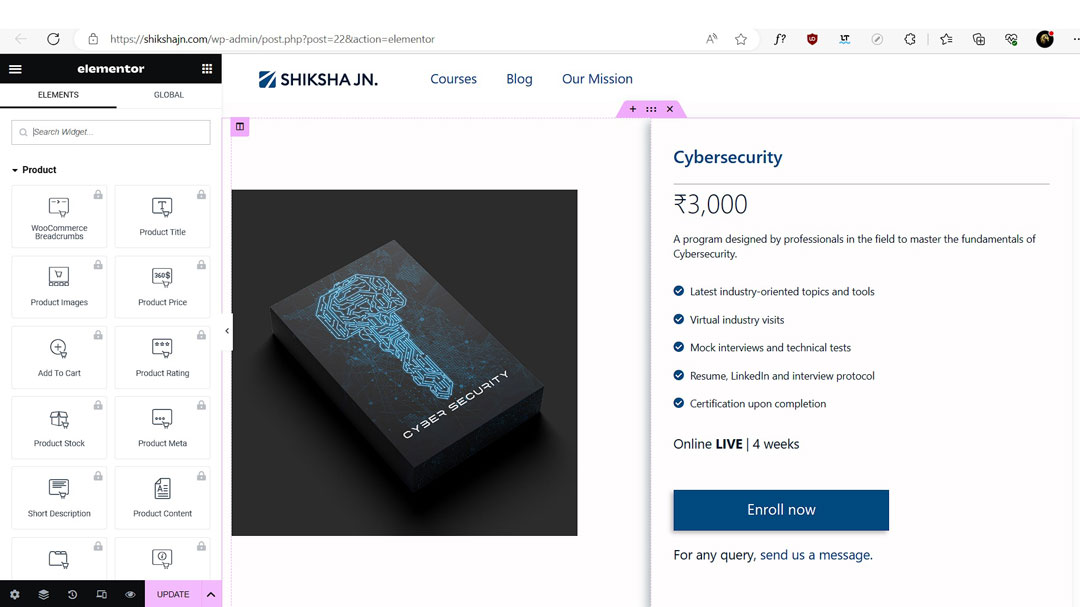 https://shikshajn.com/wp-admin/post.php?post=22&action=elementor
elementor
ELEMENTS
GLOBAL
Search Widget...
Product
WooCommerce
Breadcrumbs
Product Title
Product Images
360$
Product Price
Add To Cart
Product Rating
Product Stock
Product Meta
Short Description
Product Content
UPDATE
SHIKSHA JN.
Courses
Blog
Our Mission
CYBER SECURITY
Cybersecurity
₹3,000
A program designed by professionals in the field to master the fundamentals of
Cybersecurity.
Latest industry-oriented topics and tools
Virtual industry visits
Mock interviews and technical tests
Resume, LinkedIn and interview protocol
Certification upon completion
Online LIVE | 4 weeks
Enroll now
For any query, send us a message.